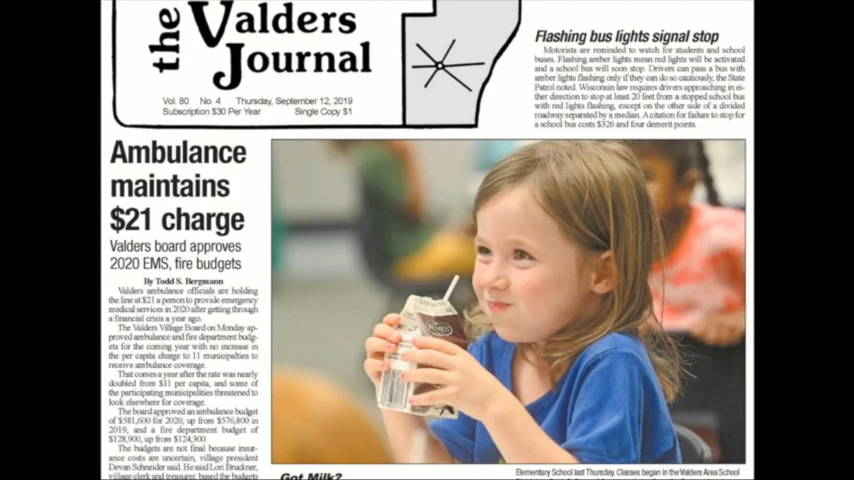 the Valders
Journal
Vol. 80 No. 4 Thursday, September 12, 2019
Subscription $30 Per Year Single Copy $1
Flashing bus lights signal stop
Motorists are reminded to watch for students and school
buses. Flashing amber lights mean red lights will be activated
and a school bus will soon stop. Drivers can pass a bus with
amber lights flashing only if they can do so cautiously, the State
Patrol noted. Wisconsin law requires drivers approaching in ei-
ther direction to stop at least 20 feet from a stopped school bus
with red lights flashing, except on the other side of a divided
roadway separated by a median. A citation for failure to stop for
a school bus costs $326 and four demerit points.
Ambulance
maintains
$21 charge
Valders board approves
2020 EMS, fire budgets
By Todd S. Bergmann
Valders ambulance officials are holding
the line at $21 a person to provide emergency
medical services in 2020 after getting through
a financial crisis a year ago.
The Valders Village Board on Monday ap-
proved ambulance and fire department budg-
ets for the coming year with no increase in
the per capita charge to 11 municipalities to
receive ambulance coverage.
That comes a year after the rate was nearly
doubled from $11 per capita, and some of
the participating municipalities threatened to
look elsewhere for coverage.
The board approved an ambulance budget
of $581,600 for 2020, up from $576,800 in
2019, and a fire department budget of
$128,900, up from $124,300.
The budgets are not final because insur-
ance costs are uncertain, village president
Devan Schneider said. He said Lori Bruckner,
village clerk and treasurer, based the budgets
Got Milk?
Elementary School last Thursday. Classes began in the Valders Area School